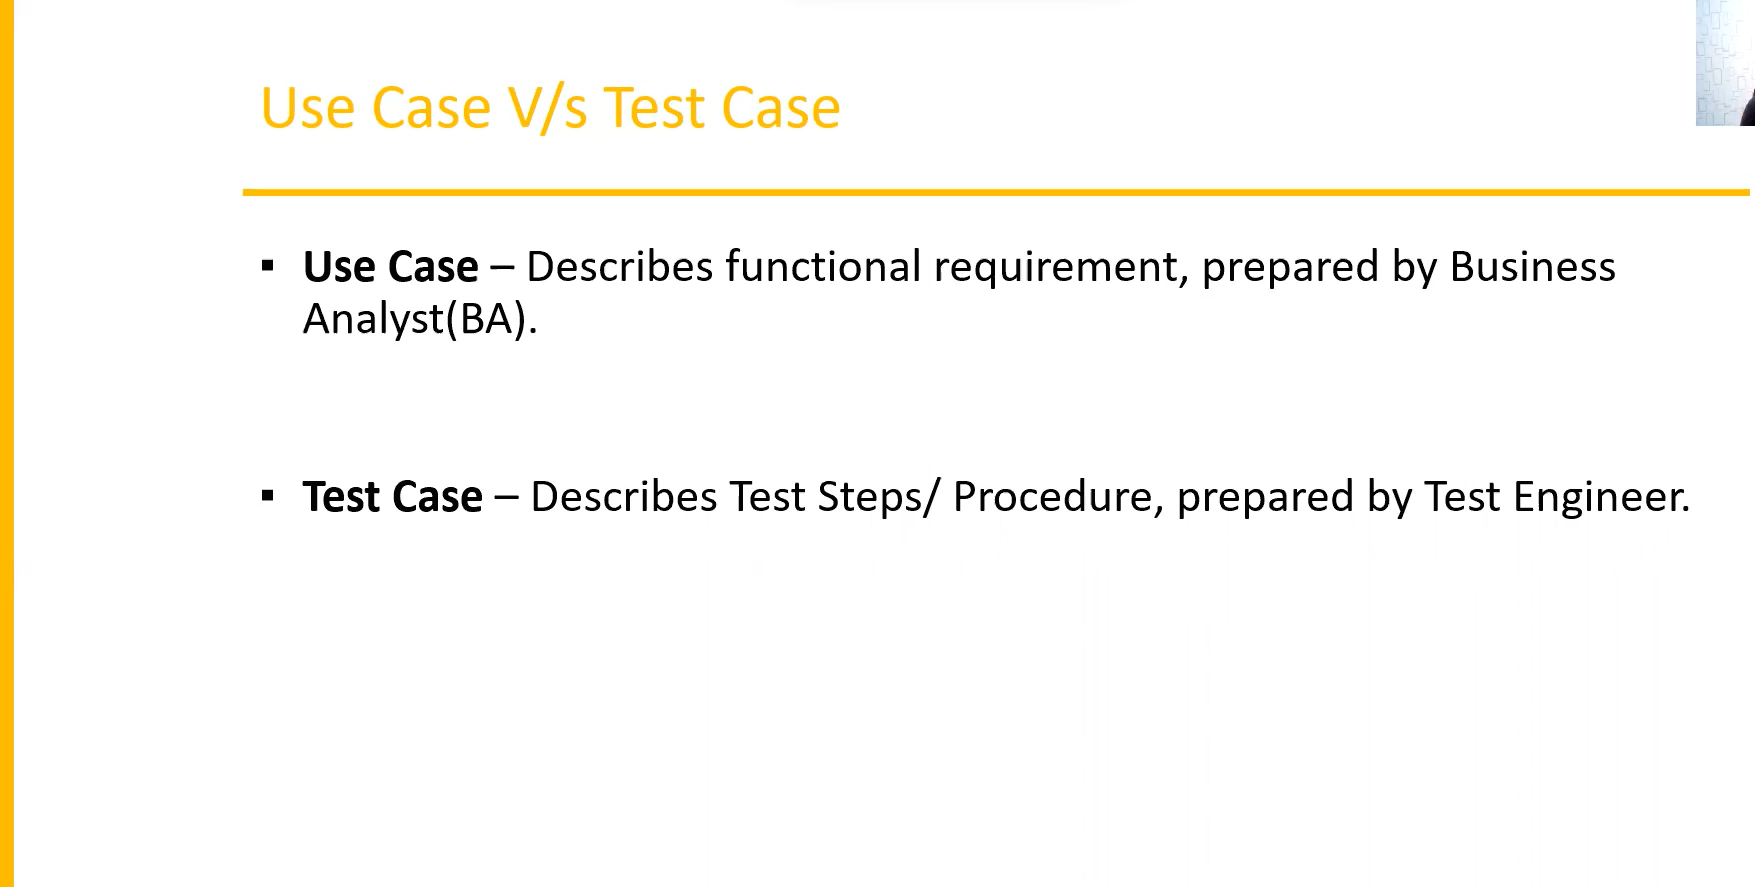 Use Case V/s Test Case
▪ Use Case – Describes functional requirement, prepared by Business
Analyst(BA).
▪ Test Case – Describes Test Steps/ Procedure, prepared by Test Engineer.